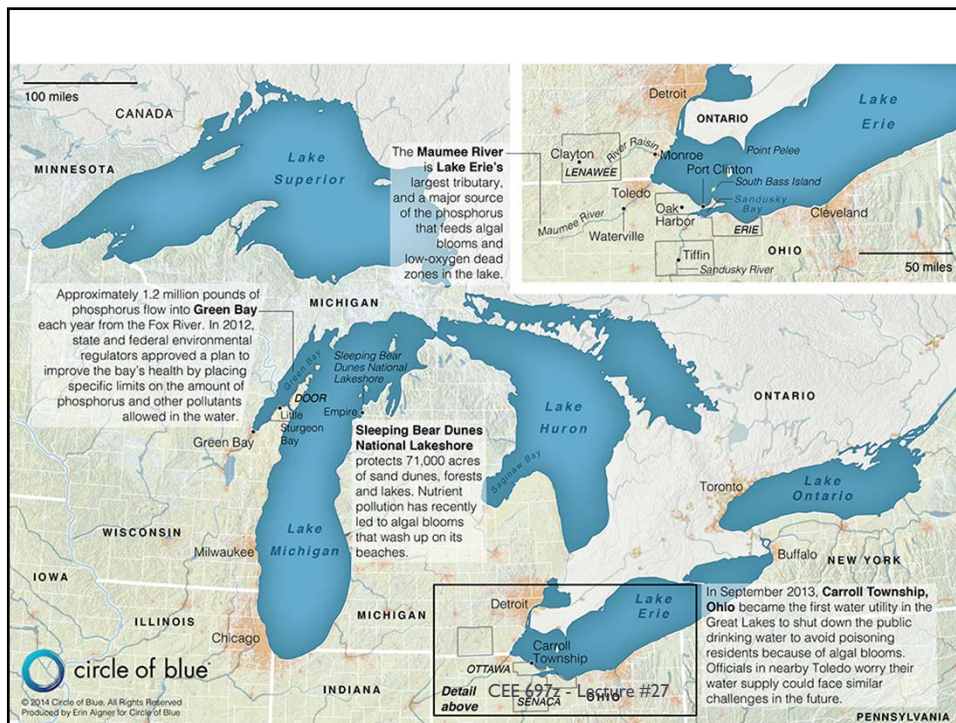 100 miles
CANADA
MINNESOTA
Lake
Superior
The Maumee River
is Lake Erie's
largest tributary,
and a major source
of the phosphorus
that feeds algal
blooms and
low-oxygen dead
zones in the lake.
Detroit
ONTARIO
Lake
Erie
Clayton
LENAWEE
River Raisin
Monroe
Point Pelee
Port Clinton
South Bass Island
Toledo
Sandusky
Bay
Oak
Harbor
Cleveland
Maumee River
Waterville
ERIE
OHIO
Tiffin
Sandusky River
50 miles
Approximately 1.2 million pounds of
phosphorus flow into Green Bay
each year from the Fox River. In 2012,
state and federal environmental
regulators approved a plan to
improve the bay's health by placing
specific limits on the amount of
phosphorus and other pollutants
allowed in the water.
MICHIGAN
Green Bay
Sleeping Bear
Dunes National
Lakeshore
DOOR
Empire
Little
Sturgeon
Bay
Green Bay
Sleeping Bear Dunes
National Lakeshore
protects 71,000 acres
of sand dunes, forests
and lakes. Nutrient
pollution has recently
led to algal blooms
that wash up on its
beaches.
Lake
Huron
Saginaw Bay
ONTARIO
Toronto
Lake
Ontario
WISCONSIN
Milwaukee
Lake
Michigan
Buffalo
NEW YORK
IOWA
ILLINOIS
Chicago
MICHIGAN
INDIANA
Detroit
Lake
Erie
Carroll
Township
OTTAWA
SENECA
OHIO
Detail
above
In September 2013, Carroll Township,
Ohio became the first water utility in the
Great Lakes to shut down the public
drinking water to avoid poisoning
residents because of algal blooms.
Officials in nearby Toledo worry their
water supply could face similar
challenges in the future.
PENNSYLVANIA
circle of blue
© 2014 Circle of Blue, All Rights Reserved
Produced by Erin Aigner for Circle of Blue
CEE 697z - Lecture #27